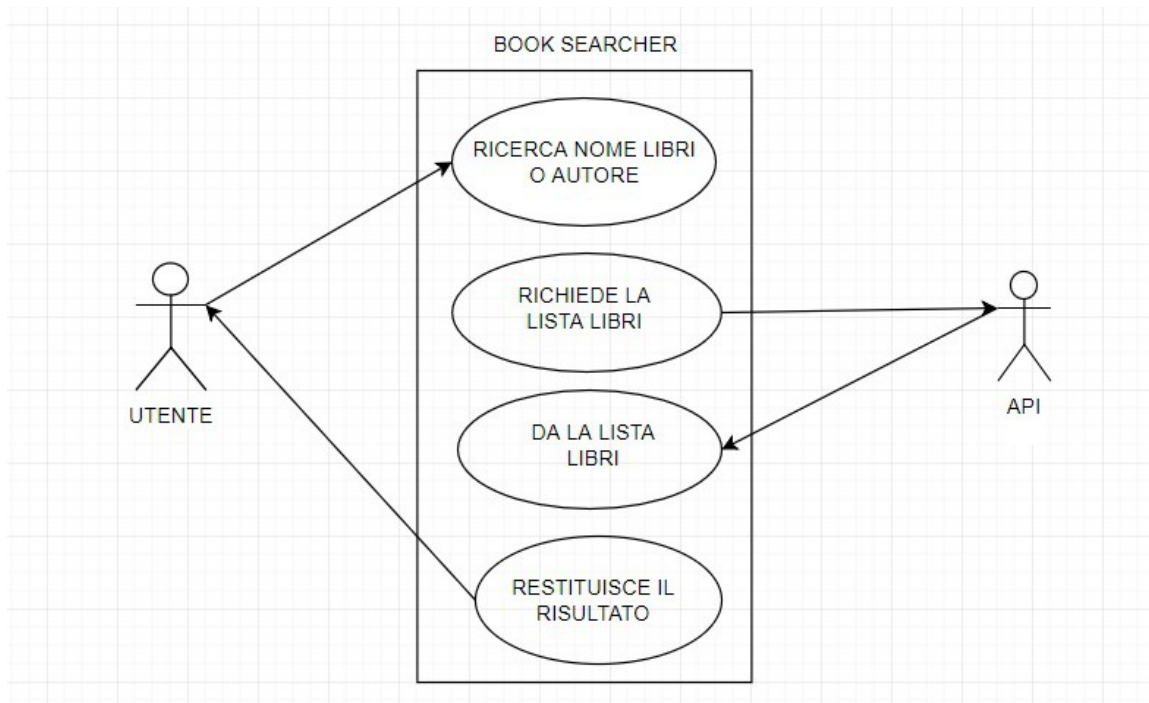 BOOK SEARCHER
RICERCA NOME LIBRI
O AUTORE
RICHIEDE LA
LISTA LIBRI
UTENTE
API
DA LA LISTA
LIBRI
RESTITUISCE IL
RISULTATO